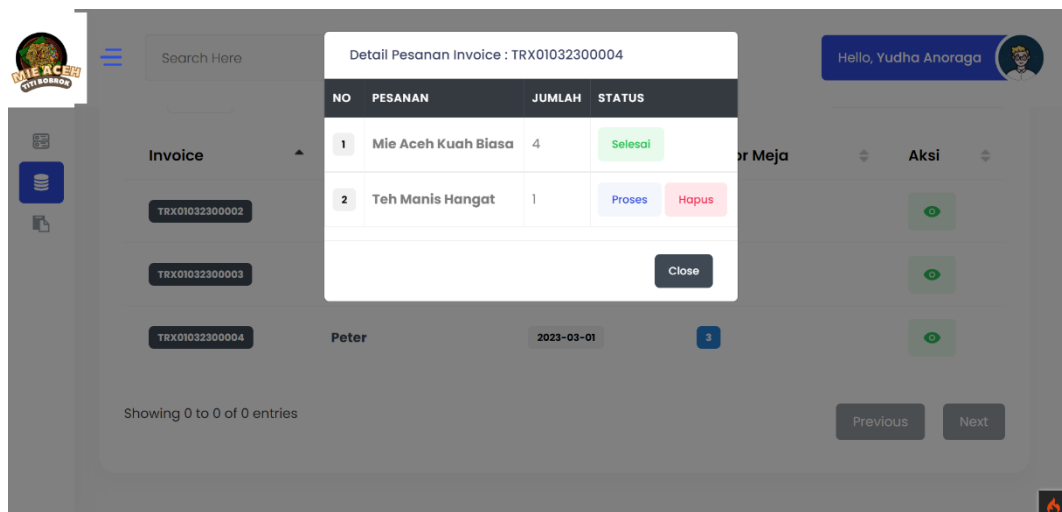 MIE ACEH
TITI BOBROK
Search Here
Hello, Yudha Anoraga
Detail Pesanan Invoice : TRX01032300004
NO PESANAN JUMLAH STATUS
1 Mie Aceh Kuah Biasa 4 Selesai
2 Teh Manis Hangat 1 Proses Hapus
Close
Invoice or Meja Aksi
TRX01032300002
TRX01032300003
TRX01032300004 Peter 2023-03-01 3
Showing 0 to 0 of 0 entries
Previous Next